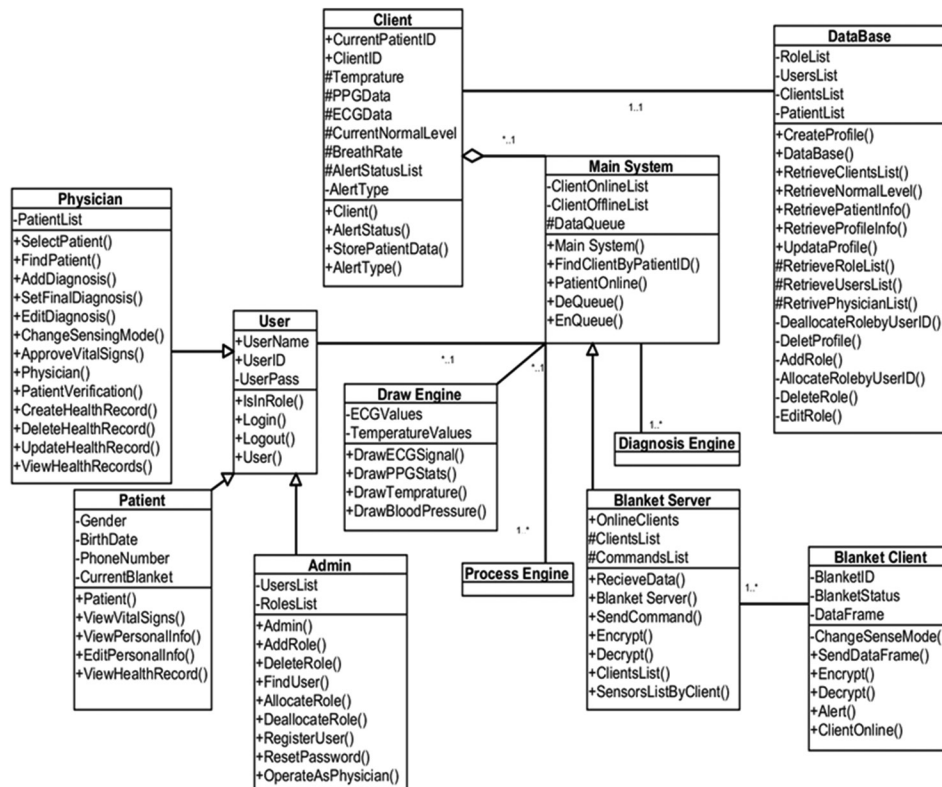 Client
+CurrentPatientID
+ClientID
#Temprature
#PPGData
#ECGData
#CurrentNormalLevel
#BreathRate
#AlertStatusList
-AlertType
+Client()
+AlertStatus()
+StorePatientData()
+AlertType()
DataBase
-RoleList
-UsersList
-ClientsList
-PatientList
+CreateProfile()
+DataBase()
+RetrieveClientsList()
+RetrieveNormalLevel()
+RetrievePatientInfo()
+RetrieveProfileInfo()
+UpdataProfile()
#RetrieveRoleList()
#RetrieveUsersList()
#RetrivePhysicianList()
-DeallocateRolebyUserID()
-DeletProfile()
-AddRole()
-AllocateRolebyUserID()
-DeleteRole()
-EditRole()
1..1
*..1
Main System
-ClientOnlineList
-ClientOfflineList
#DataQueue
+Main System()
+FindClientByPatientID()
+PatientOnline()
+DeQueue()
+EnQueue()
Physician
-PatientList
+SelectPatient()
+FindPatient()
+AddDiagnosis()
+SetFinalDiagnosis()
+EditDiagnosis()
+ChangeSensingMode()
+ApproveVitalSigns()
+Physician()
+PatientVerification()
+CreateHealthRecord()
+DeleteHealthRecord()
+UpdateHealthRecord()
+ViewHealthRecords()
User
+UserName
+UserID
-UserPass
+IsInRole()
+Login()
+Logout()
+User()
*..1
*..1
Draw Engine
-ECGValues
-TemperatureValues
+DrawECGSignal()
+DrawPPGStats()
+DrawTemprature()
+DrawBloodPressure()
1..*
Diagnosis Engine
Patient
-Gender
-BirthDate
-PhoneNumber
-CurrentBlanket
+Patient()
+ViewVitalSigns()
+ViewPersonalInfo()
+EditPersonalInfo()
+ViewHealthRecord()
Admin
-UsersList
-RolesList
+Admin()
+AddRole()
+DeleteRole()
+FindUser()
+AllocateRole()
+DeallocateRole()
+RegisterUser()
+ResetPassword()
+OperateAsPhysician()
1..*
Process Engine
Blanket Server
+OnlineClients
#ClientsList
#CommandsList
+RecieveData()
+Blanket Server()
+SendCommand()
+Encrypt()
+Decrypt()
+ClientsList()
+SensorsListByClient()
1..*
Blanket Client
-BlanketID
-BlanketStatus
-DataFrame
-ChangeSenseMode()
+SendDataFrame()
+Encrypt()
+Decrypt()
+Alert()
+ClientOnline()